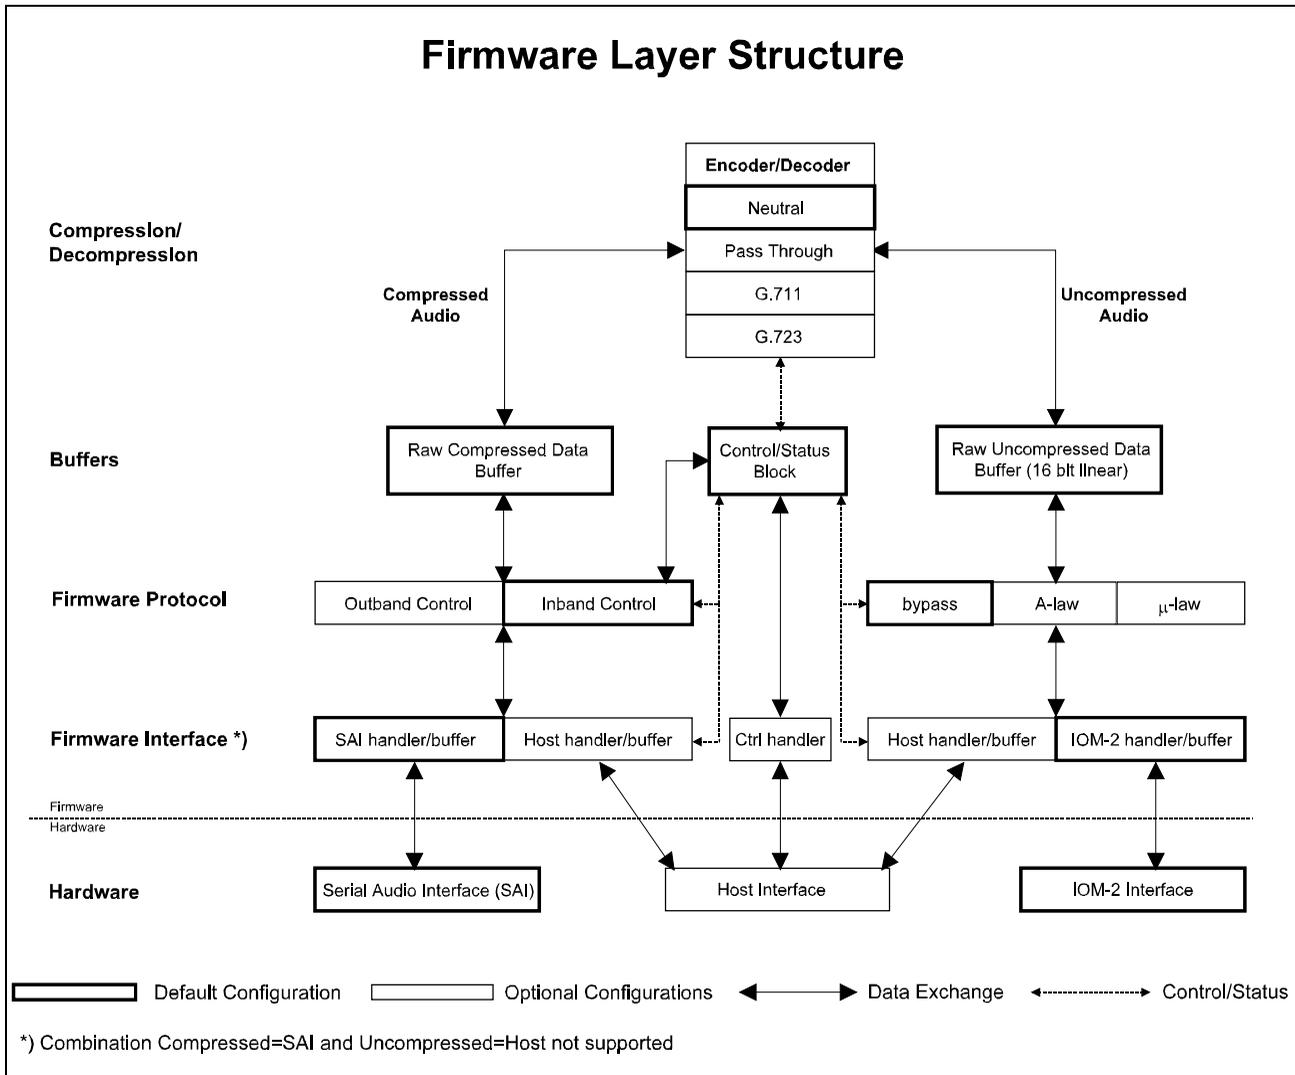 Firmware Layer Structure
Encoder/Decoder
Neutral
Compression/
Decompression
Pass Through
Compressed
Audio
G.711
Uncompressed
Audio
G.723
Buffers
Raw Compressed Data
Buffer
Control/Status
Block
Raw Uncompressed Data
Buffer (16 bit linear)
Firmware Protocol
Outband Control
Inband Control
bypass
A-law
μ-law
Firmware Interface *)
SAI handler/buffer
Host handler/buffer
Ctrl handler
Host handler/buffer
IOM-2 handler/buffer
Firmware
Hardware
Hardware
Serial Audio Interface (SAI)
Host Interface
IOM-2 Interface
Default Configuration
Optional Configurations
Data Exchange
Control/Status
*) Combination Compressed=SAI and Uncompressed=Host not supported